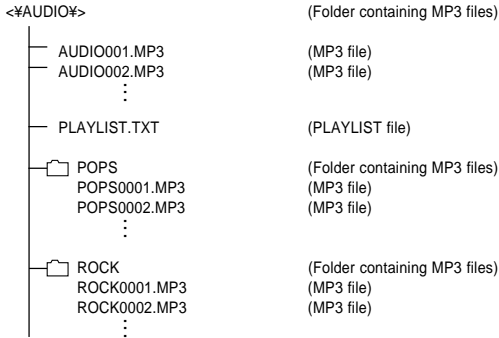 <¥AUDIO¥> (Folder containing MP3 files)
AUDIO001.MP3 (MP3 file)
AUDIO002.MP3 (MP3 file)
PLAYLIST.TXT (PLAYLIST file)
POPS (Folder containing MP3 files)
POPS0001.MP3 (MP3 file)
POPS0002.MP3 (MP3 file)
ROCK (Folder containing MP3 files)
ROCK0001.MP3 (MP3 file)
ROCK0002.MP3 (MP3 file)